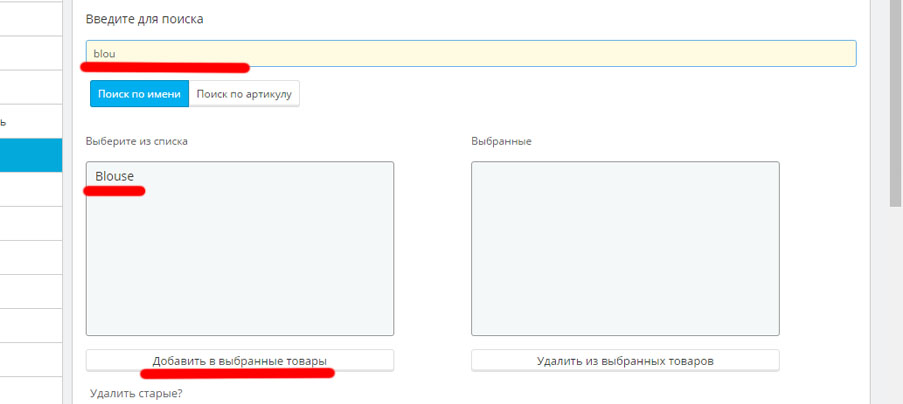 Введите для поиска
blou
Поиск по имени Поиск по артикулу
ь
Выберите из списка Выбранные
Blouse
Добавить в выбранные товары Удалить из выбранных товаров
Удалить старые?